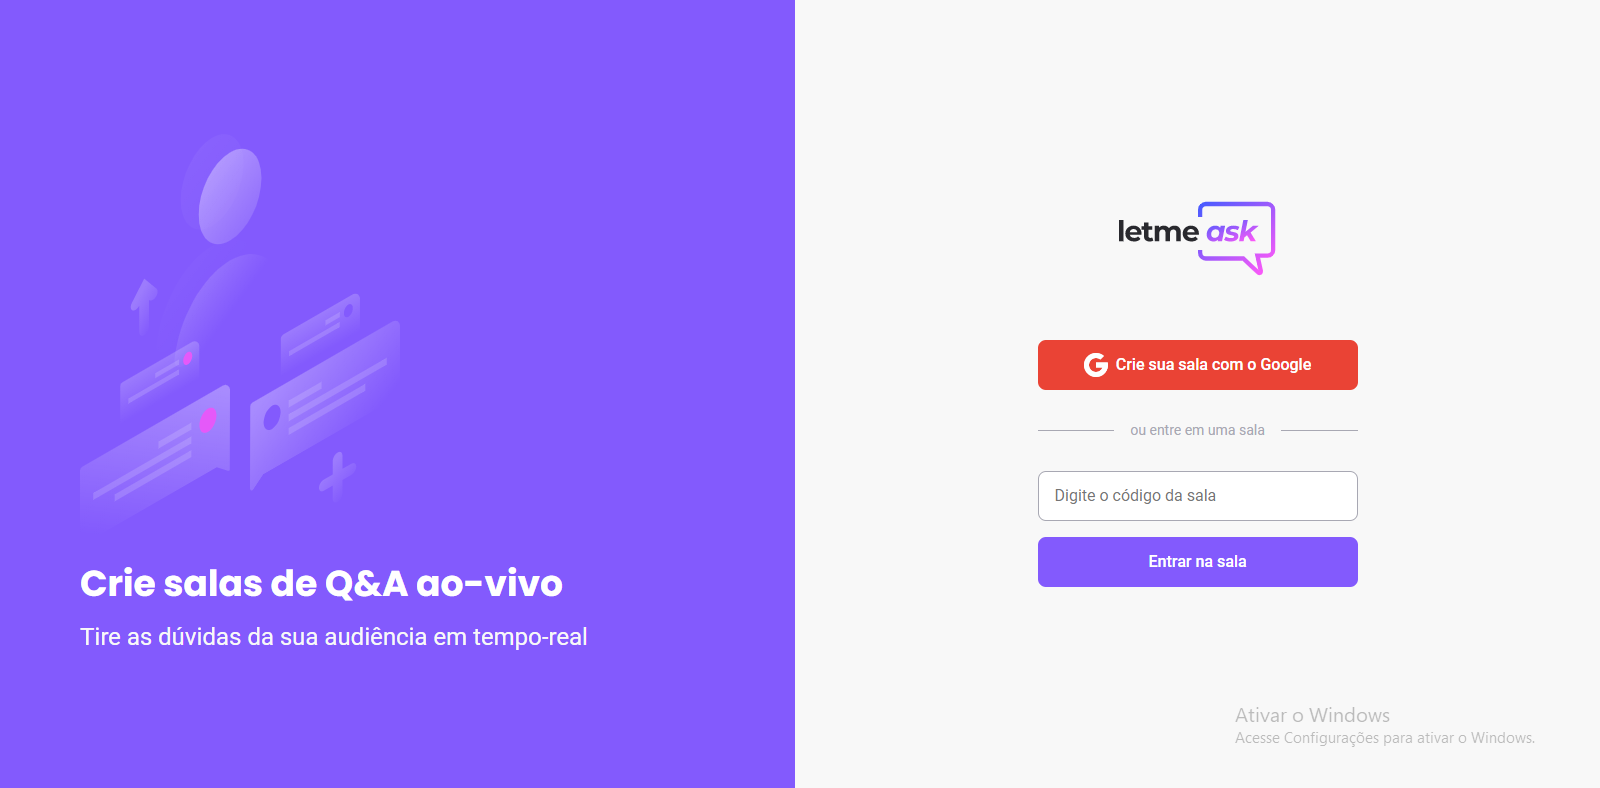 Crie salas de Q&A ao-vivo
Tire as dúvidas da sua audiência em tempo-real
letme ask
Crie sua sala com o Google
ou entre em uma sala
Digite o código da sala
Entrar na sala
Ativar o Windows
Acesse Configurações para ativar o Windows.